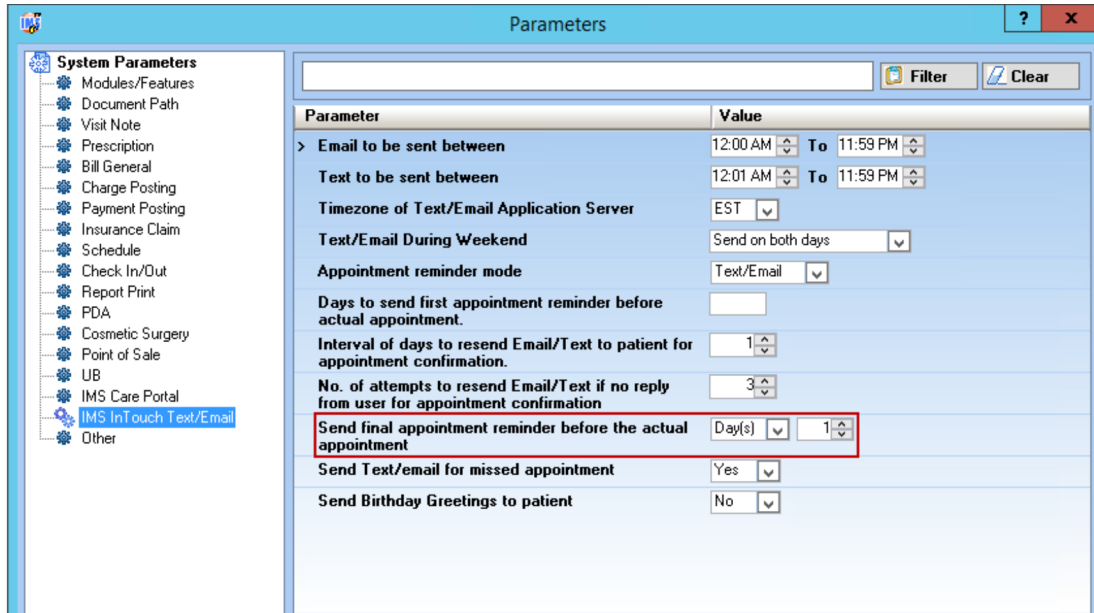 IMS
Parameters
?
x
System Parameters
Modules/Features
Document Path
Visit Note
Prescription
Bill General
Charge Posting
Payment Posting
Insurance Claim
Schedule
Check In/Out
Report Print
PDA
Cosmetic Surgery
Point of Sale
UB
IMS Care Portal
IMS InTouch Text/Email
Other
Filter
Clear
Parameter Value
> Email to be sent between 12:00 AM To 11:59 PM
Text to be sent between 12:01 AM To 11:59 PM
Timezone of Text/Email Application Server EST
Text/Email During Weekend Send on both days
Appointment reminder mode Text/Email
Days to send first appointment reminder before
actual appointment.
Interval of days to resend Email/Text to patient for 1
appointment confirmation.
No. of attempts to resend Email/Text if no reply 3
from user for appointment confirmation
Send final appointment reminder before the actual Day(s) 1
appointment
Send Text/email for missed appointment Yes
Send Birthday Greetings to patient No